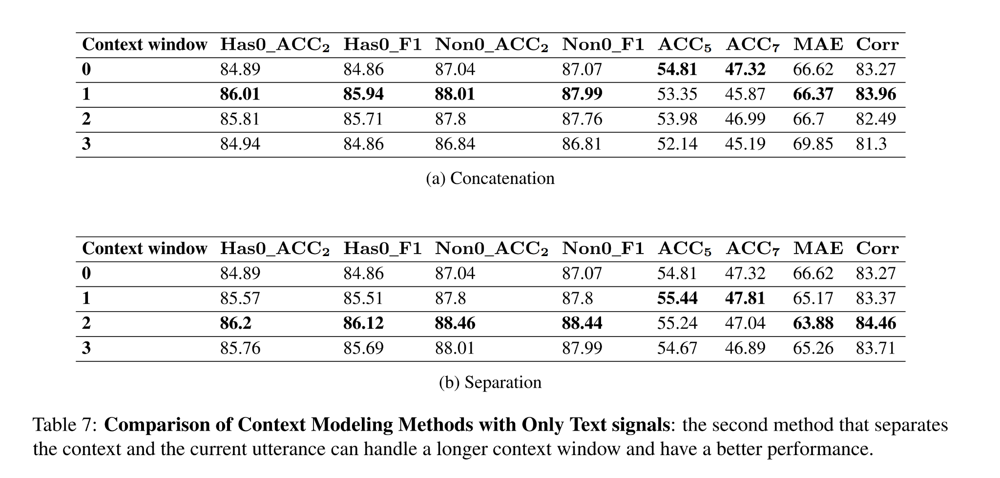 Context window Has0_ACC₂ Has0_F1 Non0_ACC₂ Non0_F1 ACC₅ ACC₇ MAE Corr
0 84.89 84.86 87.04 87.07 54.81 47.32 66.62 83.27
1 86.01 85.94 88.01 87.99 53.35 45.87 66.37 83.96
2 85.81 85.71 87.8 87.76 53.98 46.99 66.7 82.49
3 84.94 84.86 86.84 86.81 52.14 45.19 69.85 81.3
(a) Concatenation
Context window Has0_ACC₂ Has0_F1 Non0_ACC₂ Non0_F1 ACC₅ ACC₇ MAE Corr
0 84.89 84.86 87.04 87.07 54.81 47.32 66.62 83.27
1 85.57 85.51 87.8 87.8 55.44 47.81 65.17 83.37
2 86.2 86.12 88.46 88.44 55.24 47.04 63.88 84.46
3 85.76 85.69 88.01 87.99 54.67 46.89 65.26 83.71
(b) Separation
Table 7: Comparison of Context Modeling Methods with Only Text signals: the second method that separates
the context and the current utterance can handle a longer context window and have a better performance.